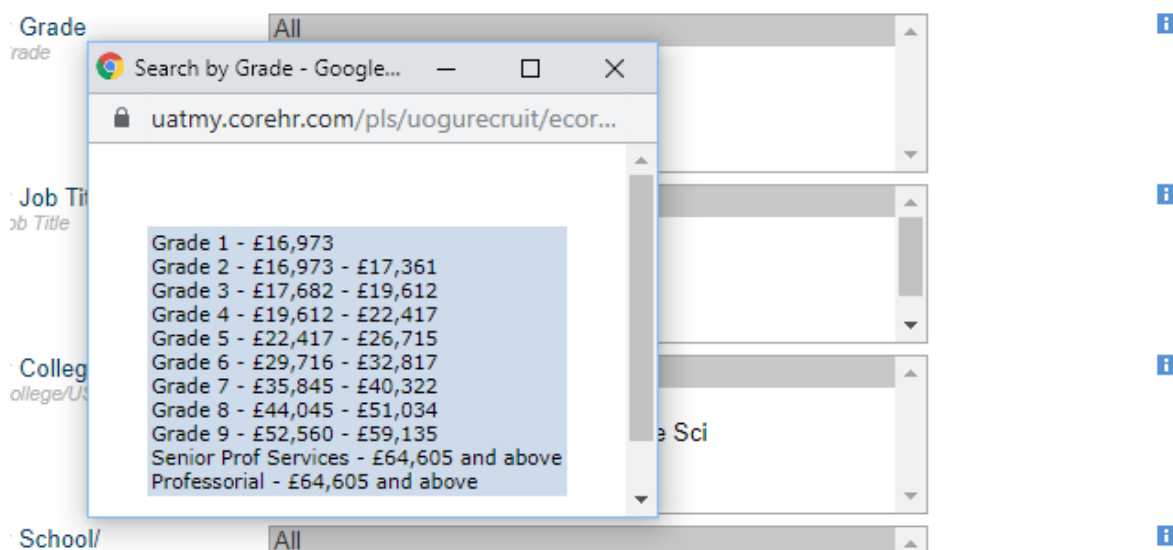 Grade
All
rade
Search by Grade - Google...
uatmy.corehr.com/pls/uogurecruit/ecor...
Job Tit
ob Title
Grade 1 - £16,973
Grade 2 - £16,973 - £17,361
Grade 3 - £17,682 - £19,612
Grade 4 - £19,612 - £22,417
Grade 5 - £22,417 - £26,715
Grade 6 - £29,716 - £32,817
Grade 7 - £35,845 - £40,322
Grade 8 - £44,045 - £51,034
Grade 9 - £52,560 - £59,135
Senior Prof Services - £64,605 and above
Professorial - £64,605 and above
Colleg
ollege/US
e Sci
School/
All